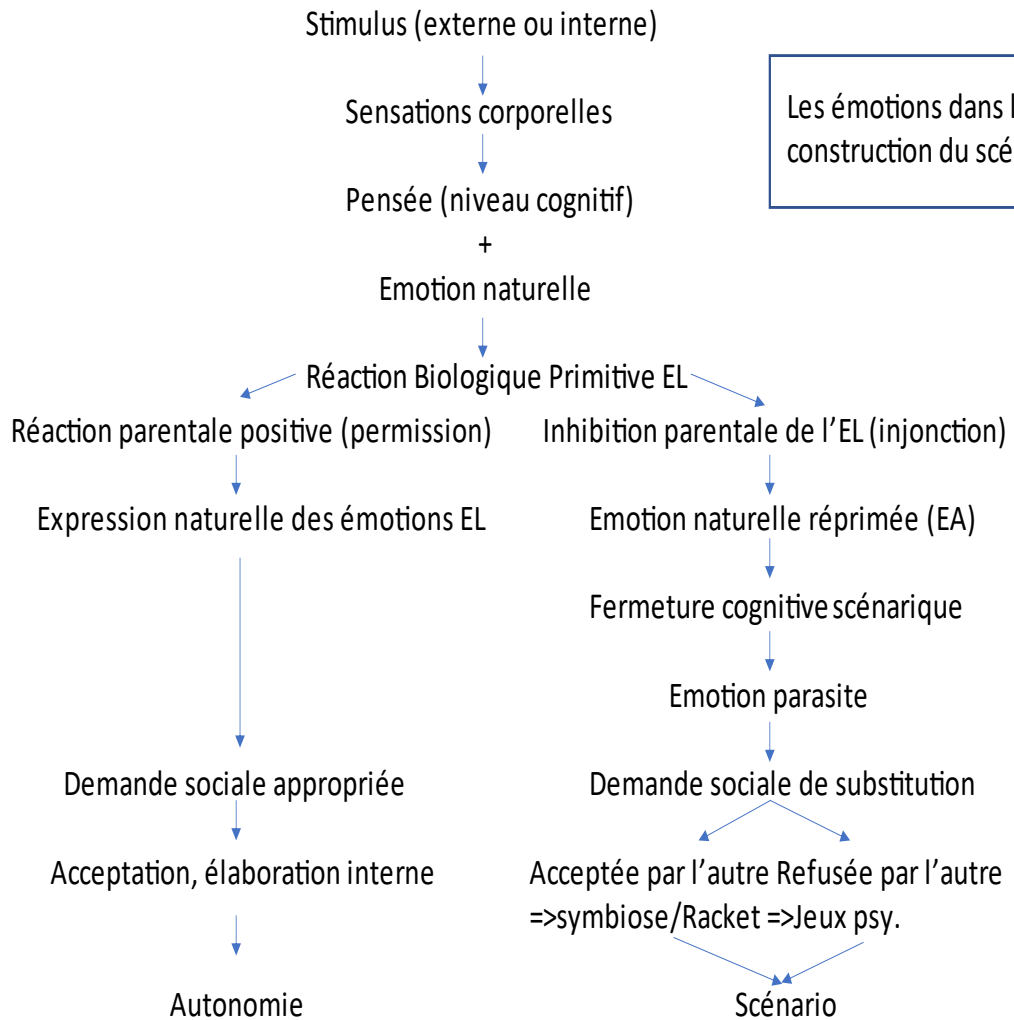 Stimulus (externe ou interne)
Sensations corporelles
Les émotions dans
construction du
Pensée (niveau cognitif)
+
Emotion naturelle
Réaction Biologique Primitive EL
Réaction parentale positive (permission)
Inhibition parentale de l’EL (injonction)
Expression naturelle des émotions EL
Emotion naturelle réprimée (EA)
Fermeture cognitive scénarique
Emotion parasite
Demande sociale appropriée
Demande sociale de substitution
Acceptation, élaboration interne
Acceptée par l’autre Refusée par l’autre
=>symbiose/Racket =>Jeux psy.
Autonomie
Scénario